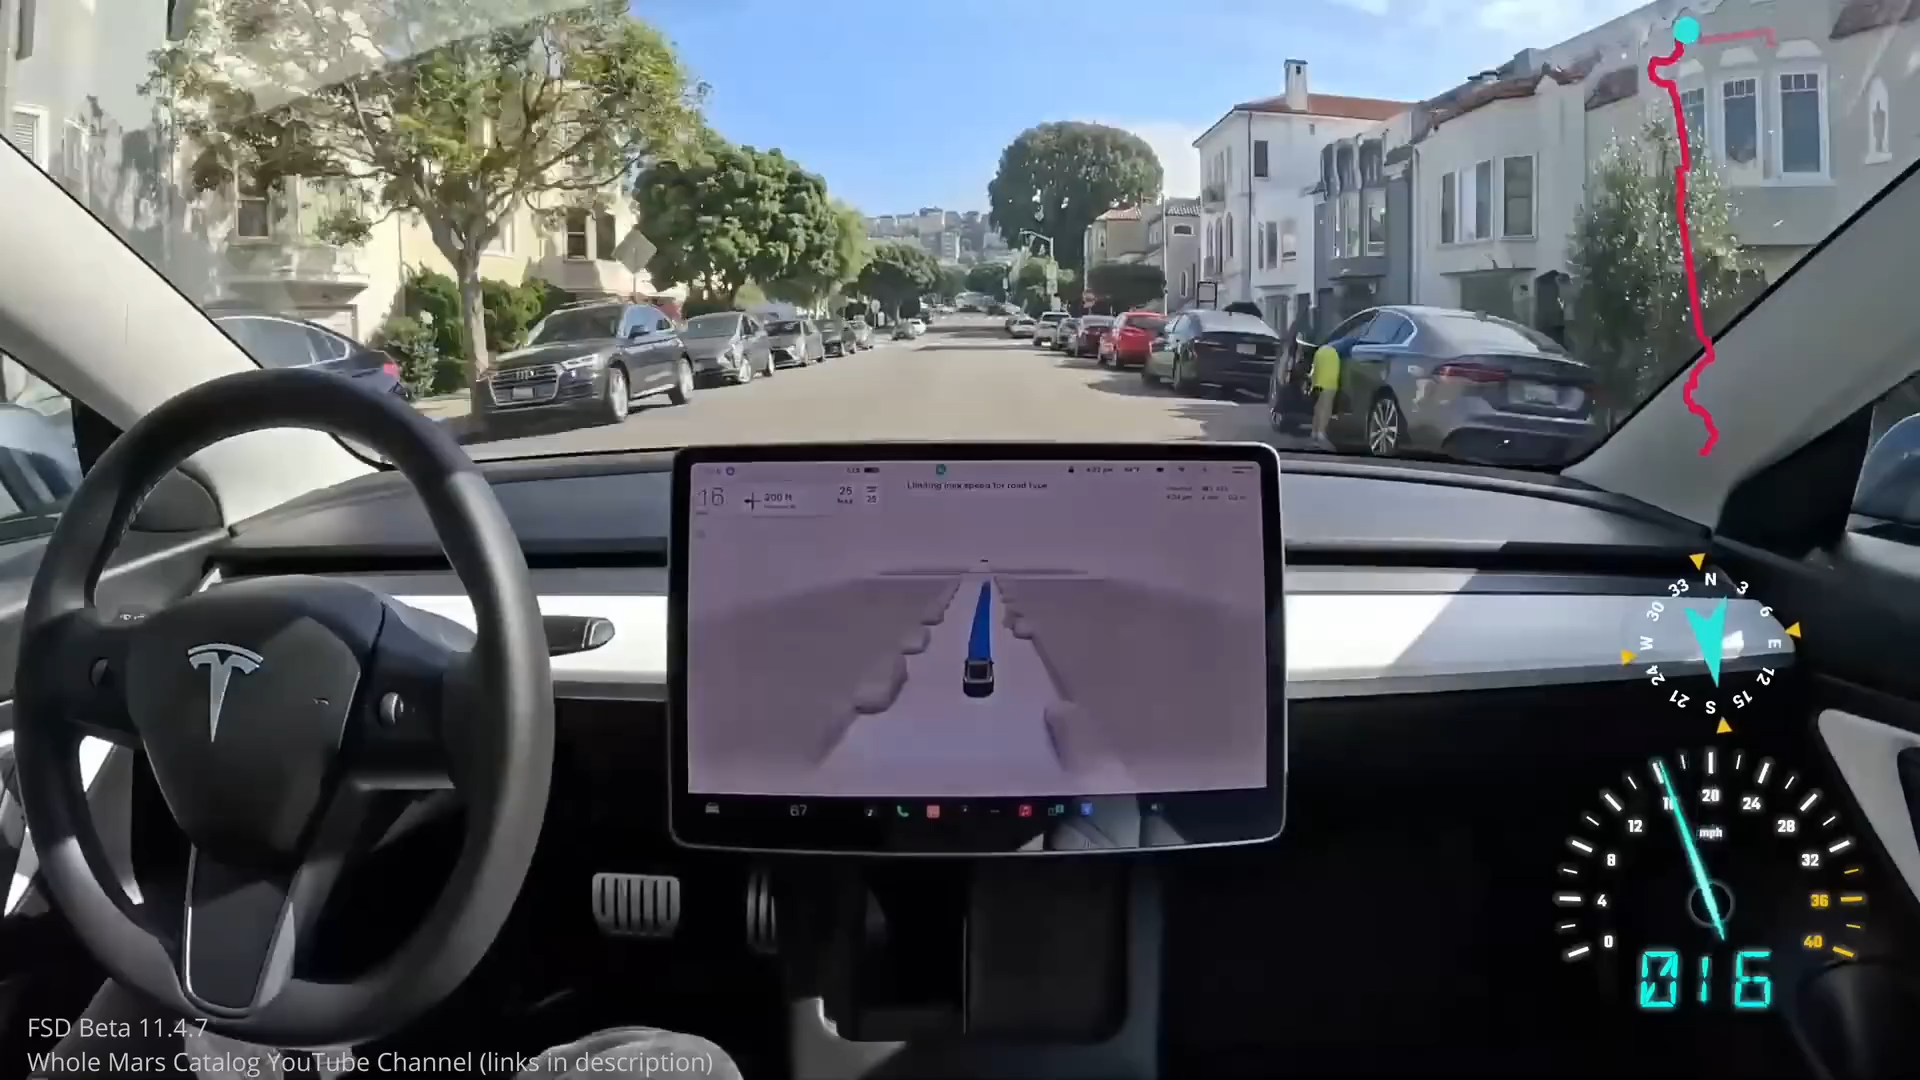 16
200 ft
25
25
Limiting max speed for road type
67
N
3
6
E
12
15
S
21
24
W
30
33
0
4
8
12
16
20
24
28
32
36
40
mph
016
FSD Beta 11.4.7
Whole Mars Catalog YouTube Channel (links in description)